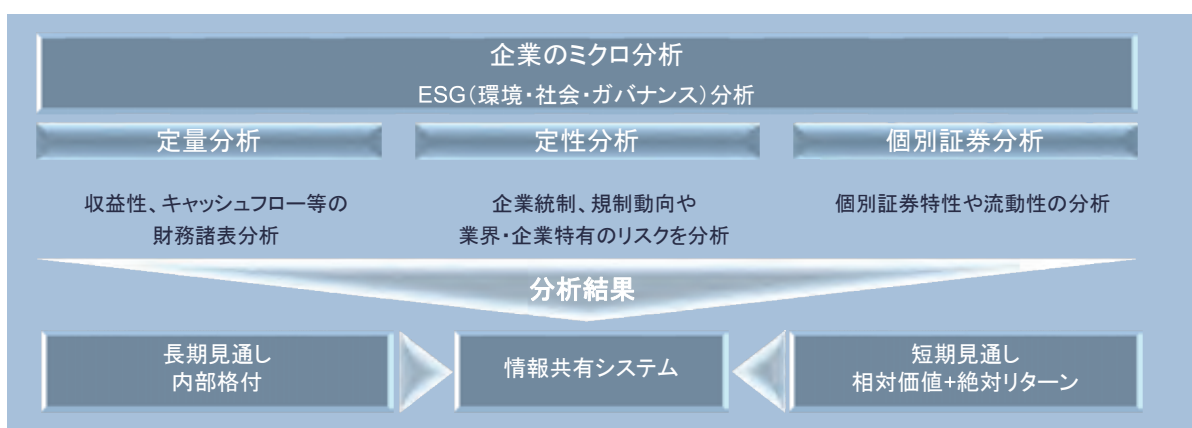 企業のミクロ分析
ESG(環境・社会・ガバナンス)分析
定量分析
定性分析
個別証券分析
収益性、キャッシュフロー等の
財務諸表分析
企業統制、規制動向や
業界・企業特有のリスクを分析
個別証券特性や流動性の分析
分析結果
長期見通し
内部格付
情報共有システム
短期見通し
相対価値+絶対リターン